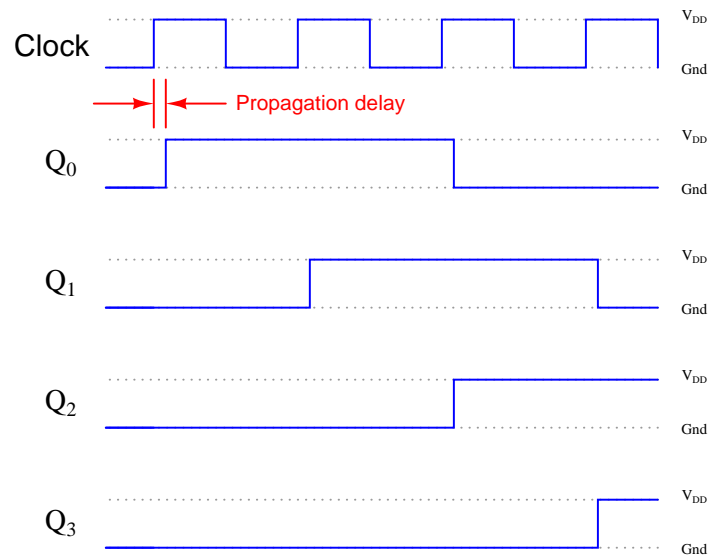 V_DD
Clock
Gnd
Propagation delay
V_DD
Q_0
Gnd
V_DD
Q_1
Gnd
V_DD
Q_2
Gnd
V_DD
Q_3
Gnd